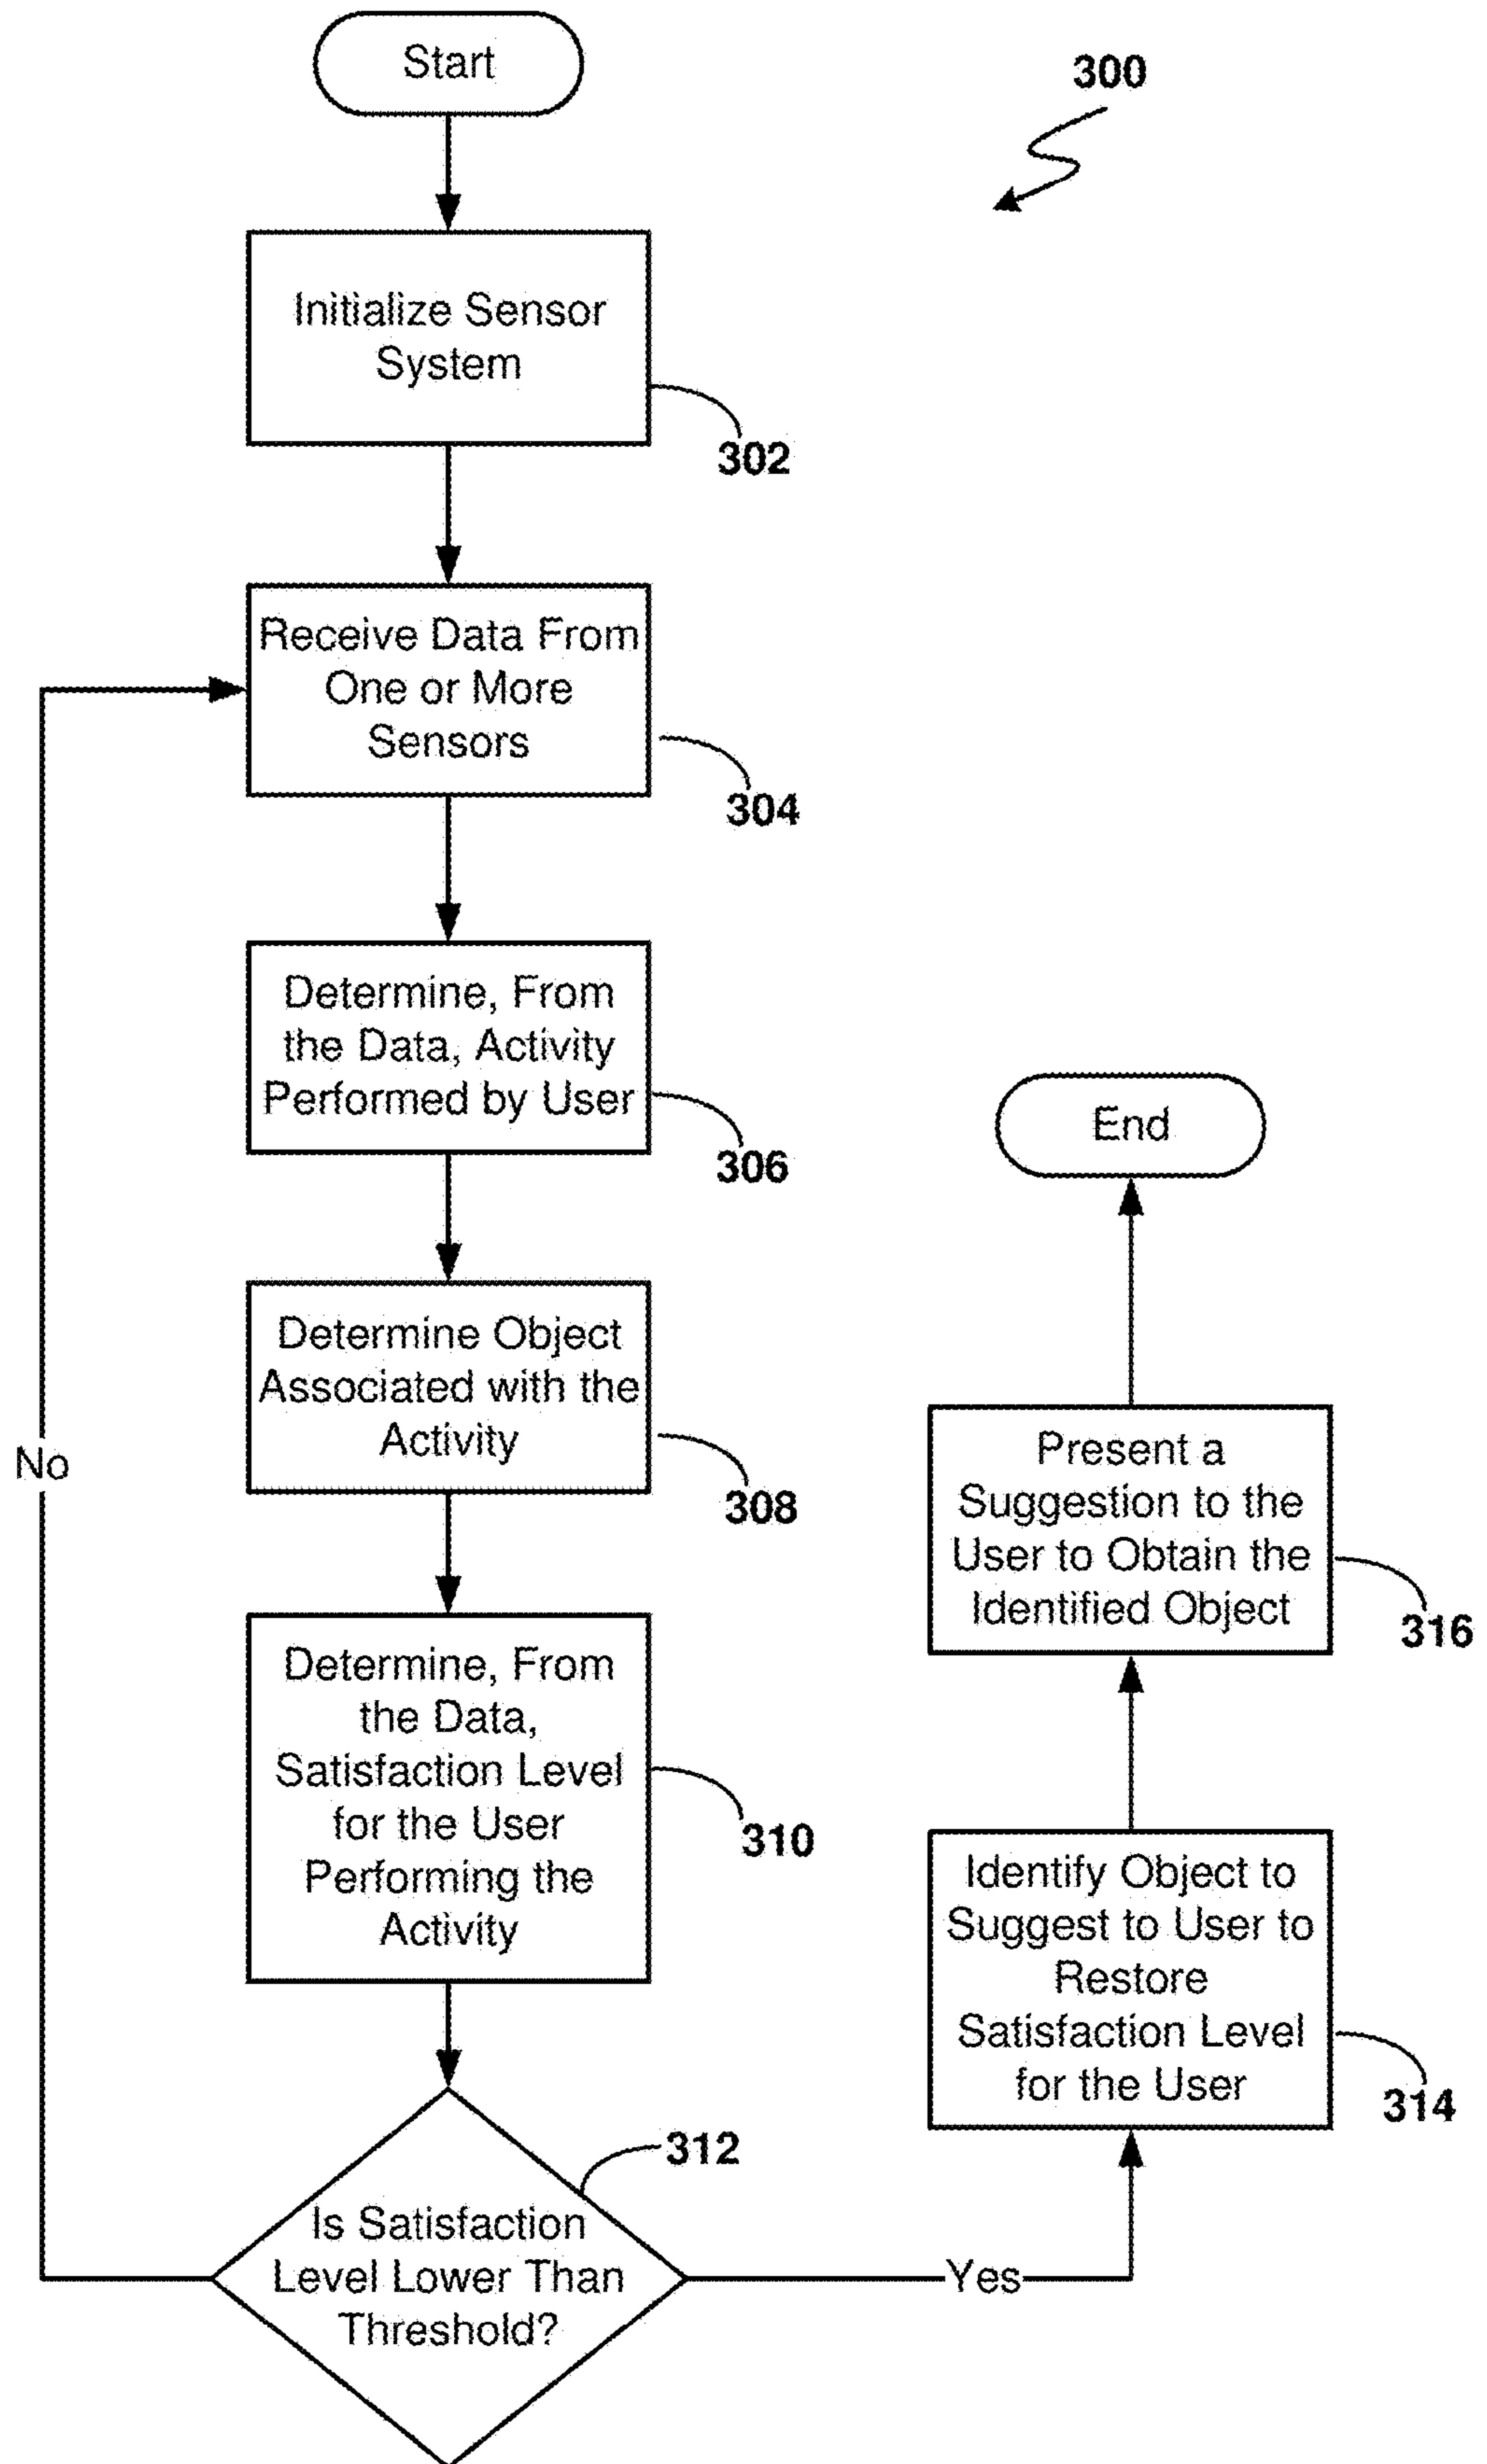 Start
300
Initialize Sensor
System
302
Receive Data From
One or More
Sensors
304
Determine, From
the Data, Activity
Performed by User
306
Determine Object
Associated with the
Activity
308
Determine, From
the Data,
Satisfaction Level
for the User
Performing the
Activity
310
Is Satisfaction
Level Lower Than
Threshold?
312
No
Yes
Identify Object to
Suggest to User to
Restore
Satisfaction Level
for the User
314
Present a
Suggestion to the
User to Obtain the
Identified Object
316
End